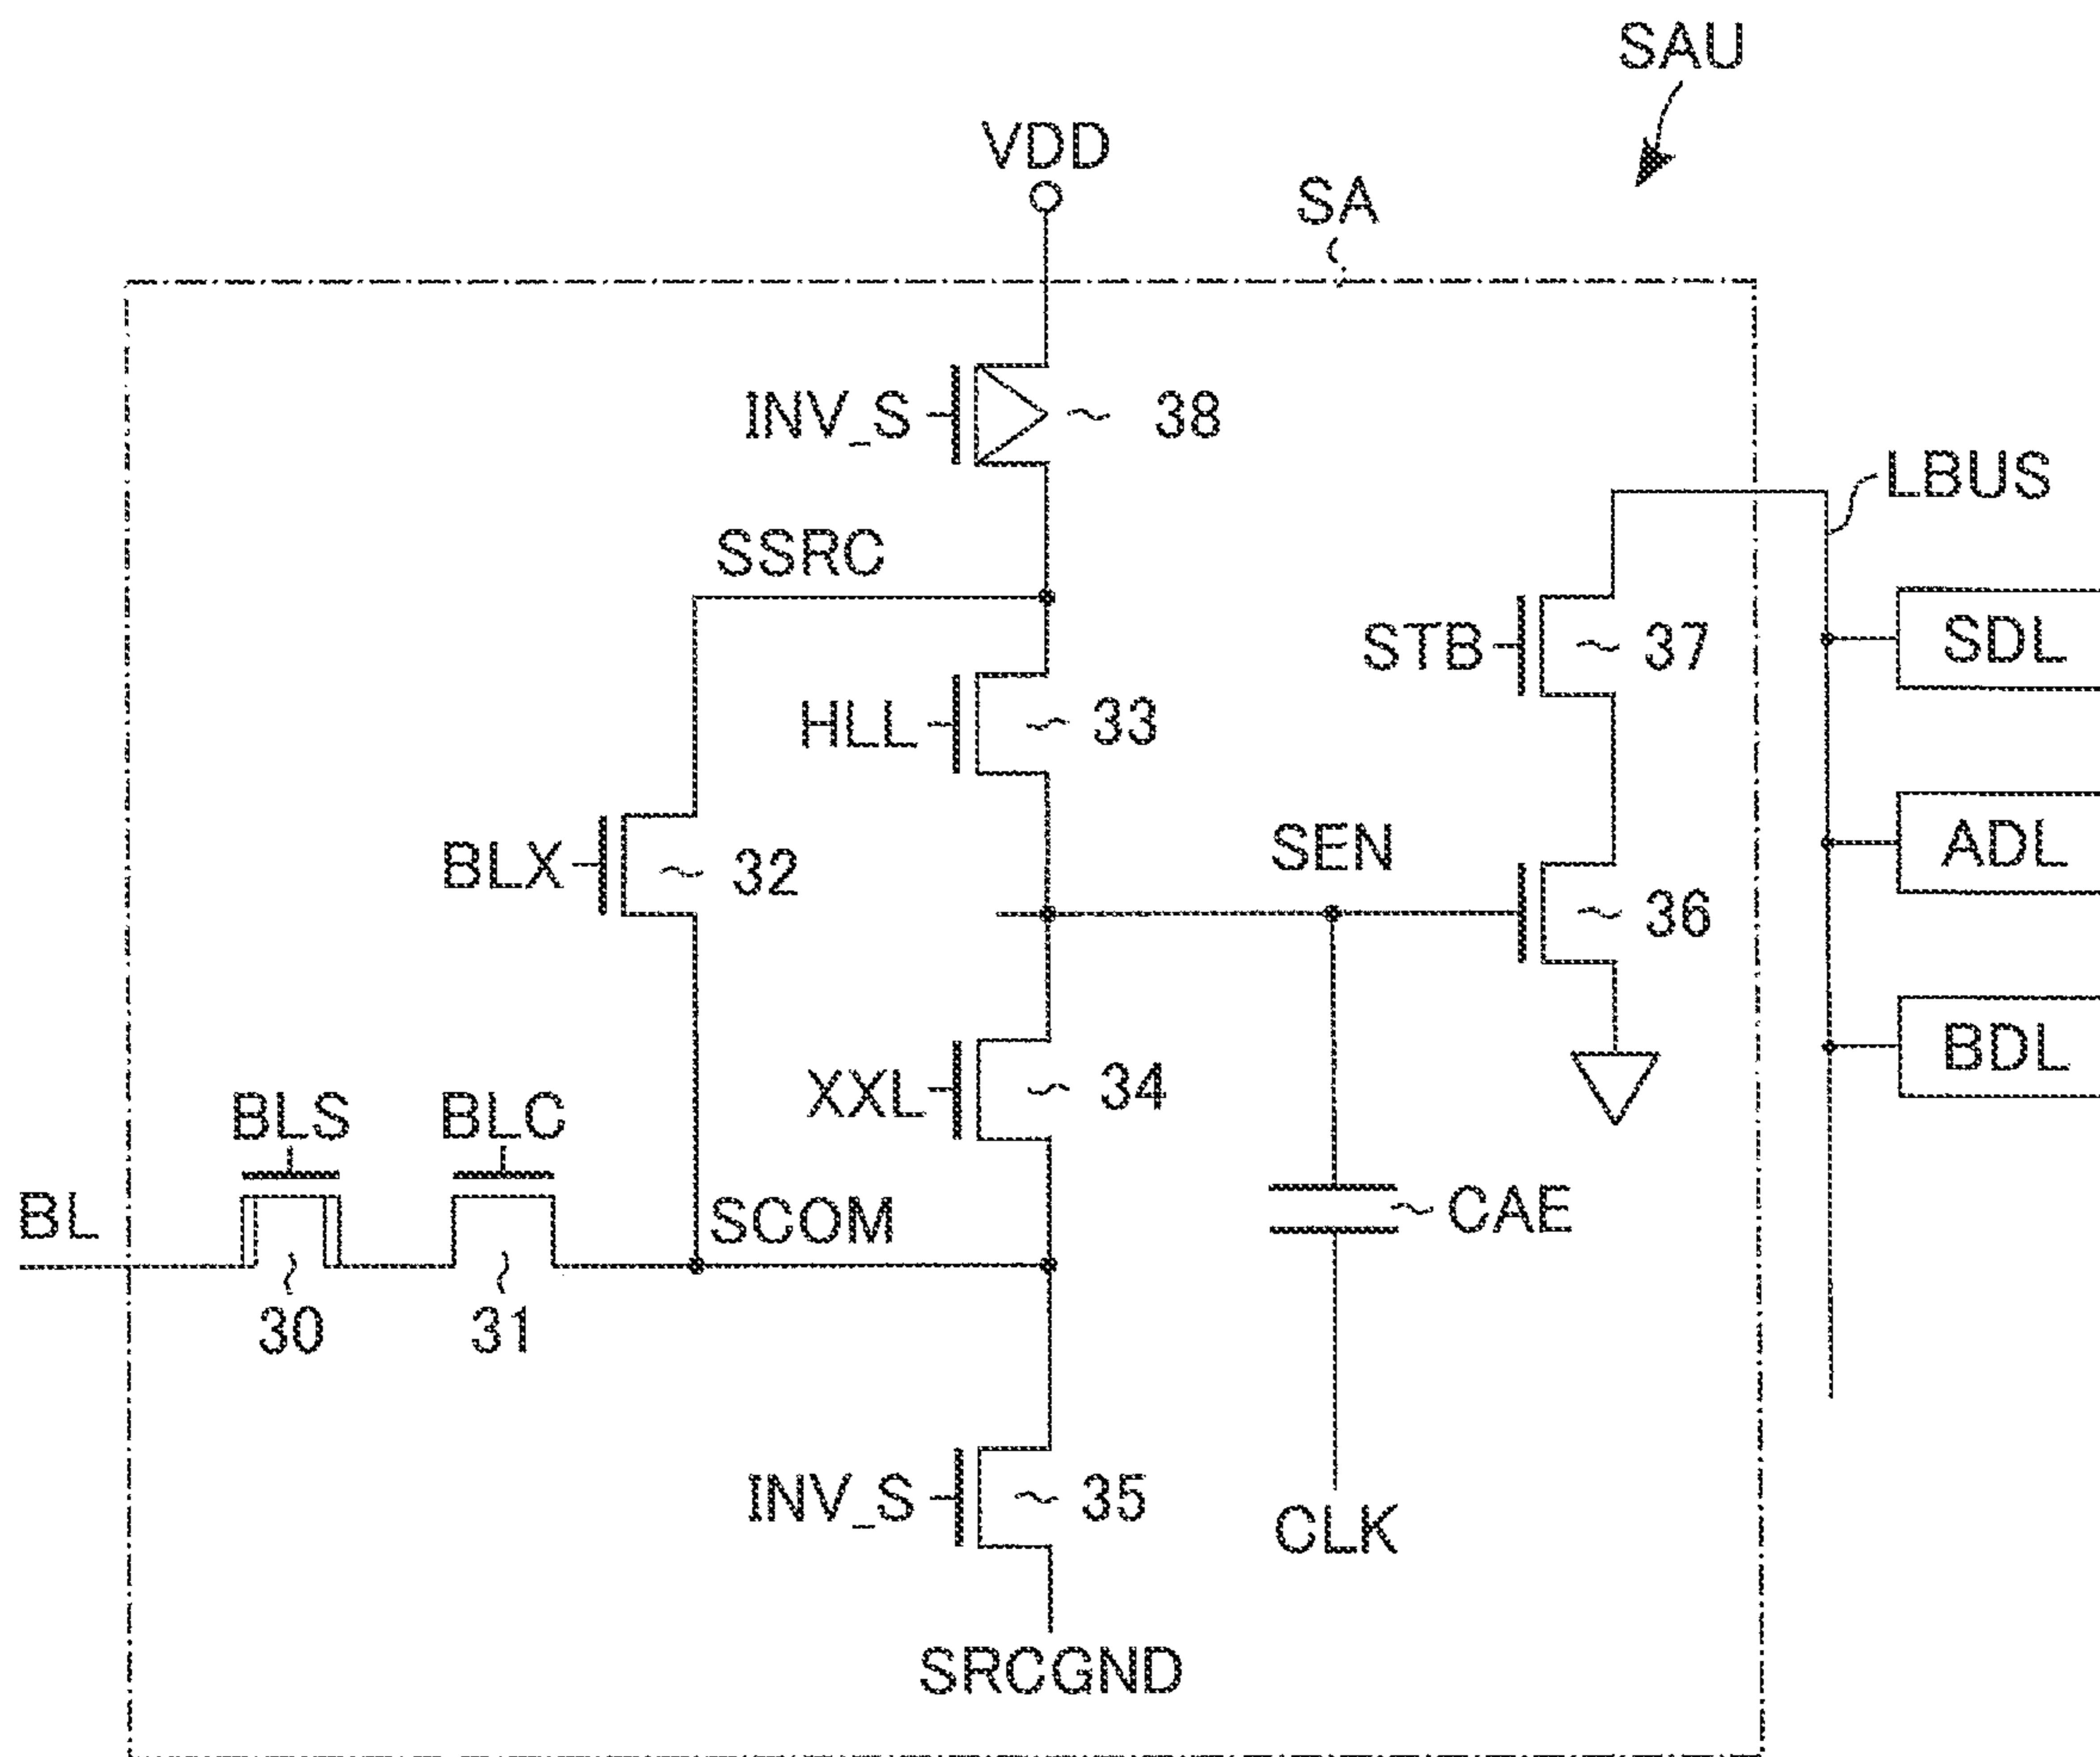 SAU
VDD
SA
INV_S
38
LBUS
SSRC
SDL
STB
37
HLL
33
ADL
SEN
BLX
32
36
BDL
XXL
34
BLS
BLC
BL
SCOM
CAE
30
31
INV_S
35
CLK
SRCGND